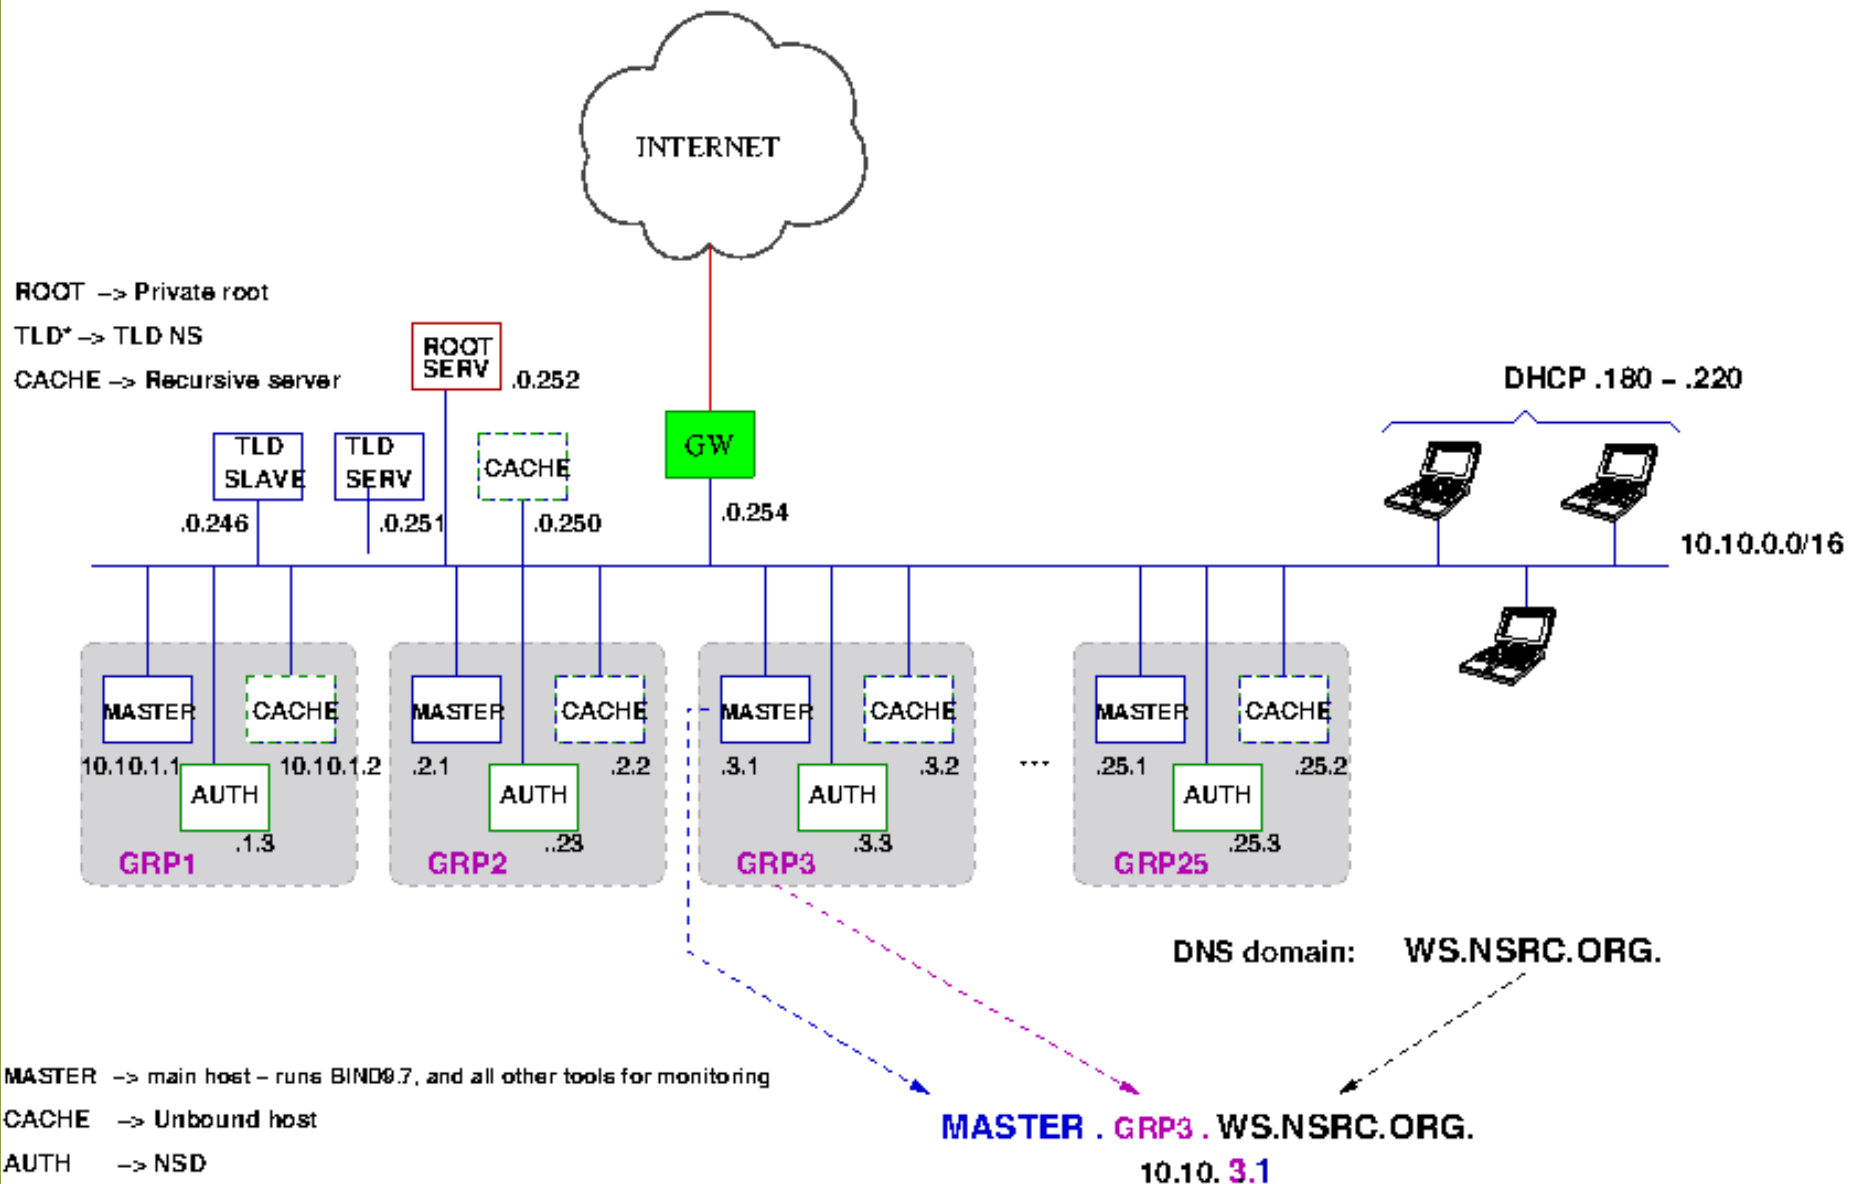 INTERNET
ROOT –> Private root
TLD* –> TLD NS
CACHE –> Recursive server
ROOT
SERV
.0.252
DHCP .180 – .220
TLD
SLAVE
TLD
SERV
CACHE
GW
.0.246
.0.251
.0.250
.0.254
10.10.0.0/16
MASTER
CACHE
MASTER
CACHE
MASTER
CACHE
MASTER
CACHE
10.10.1.1
10.10.1.2
.2.1
.2.2
.3.1
.3.2
...
.25.1
.25.2
AUTH
AUTH
AUTH
AUTH
.1.3
..23
.3.3
.25.3
GRP1
GRP2
GRP3
GRP25
DNS domain: WS.NSRC.ORG.
MASTER –> main host – runs BIND9.7, and all other tools for monitoring
CACHE –> Unbound host
AUTH –> NSD
MASTER . GRP3 . WS.NSRC.ORG.
10.10. 3.1